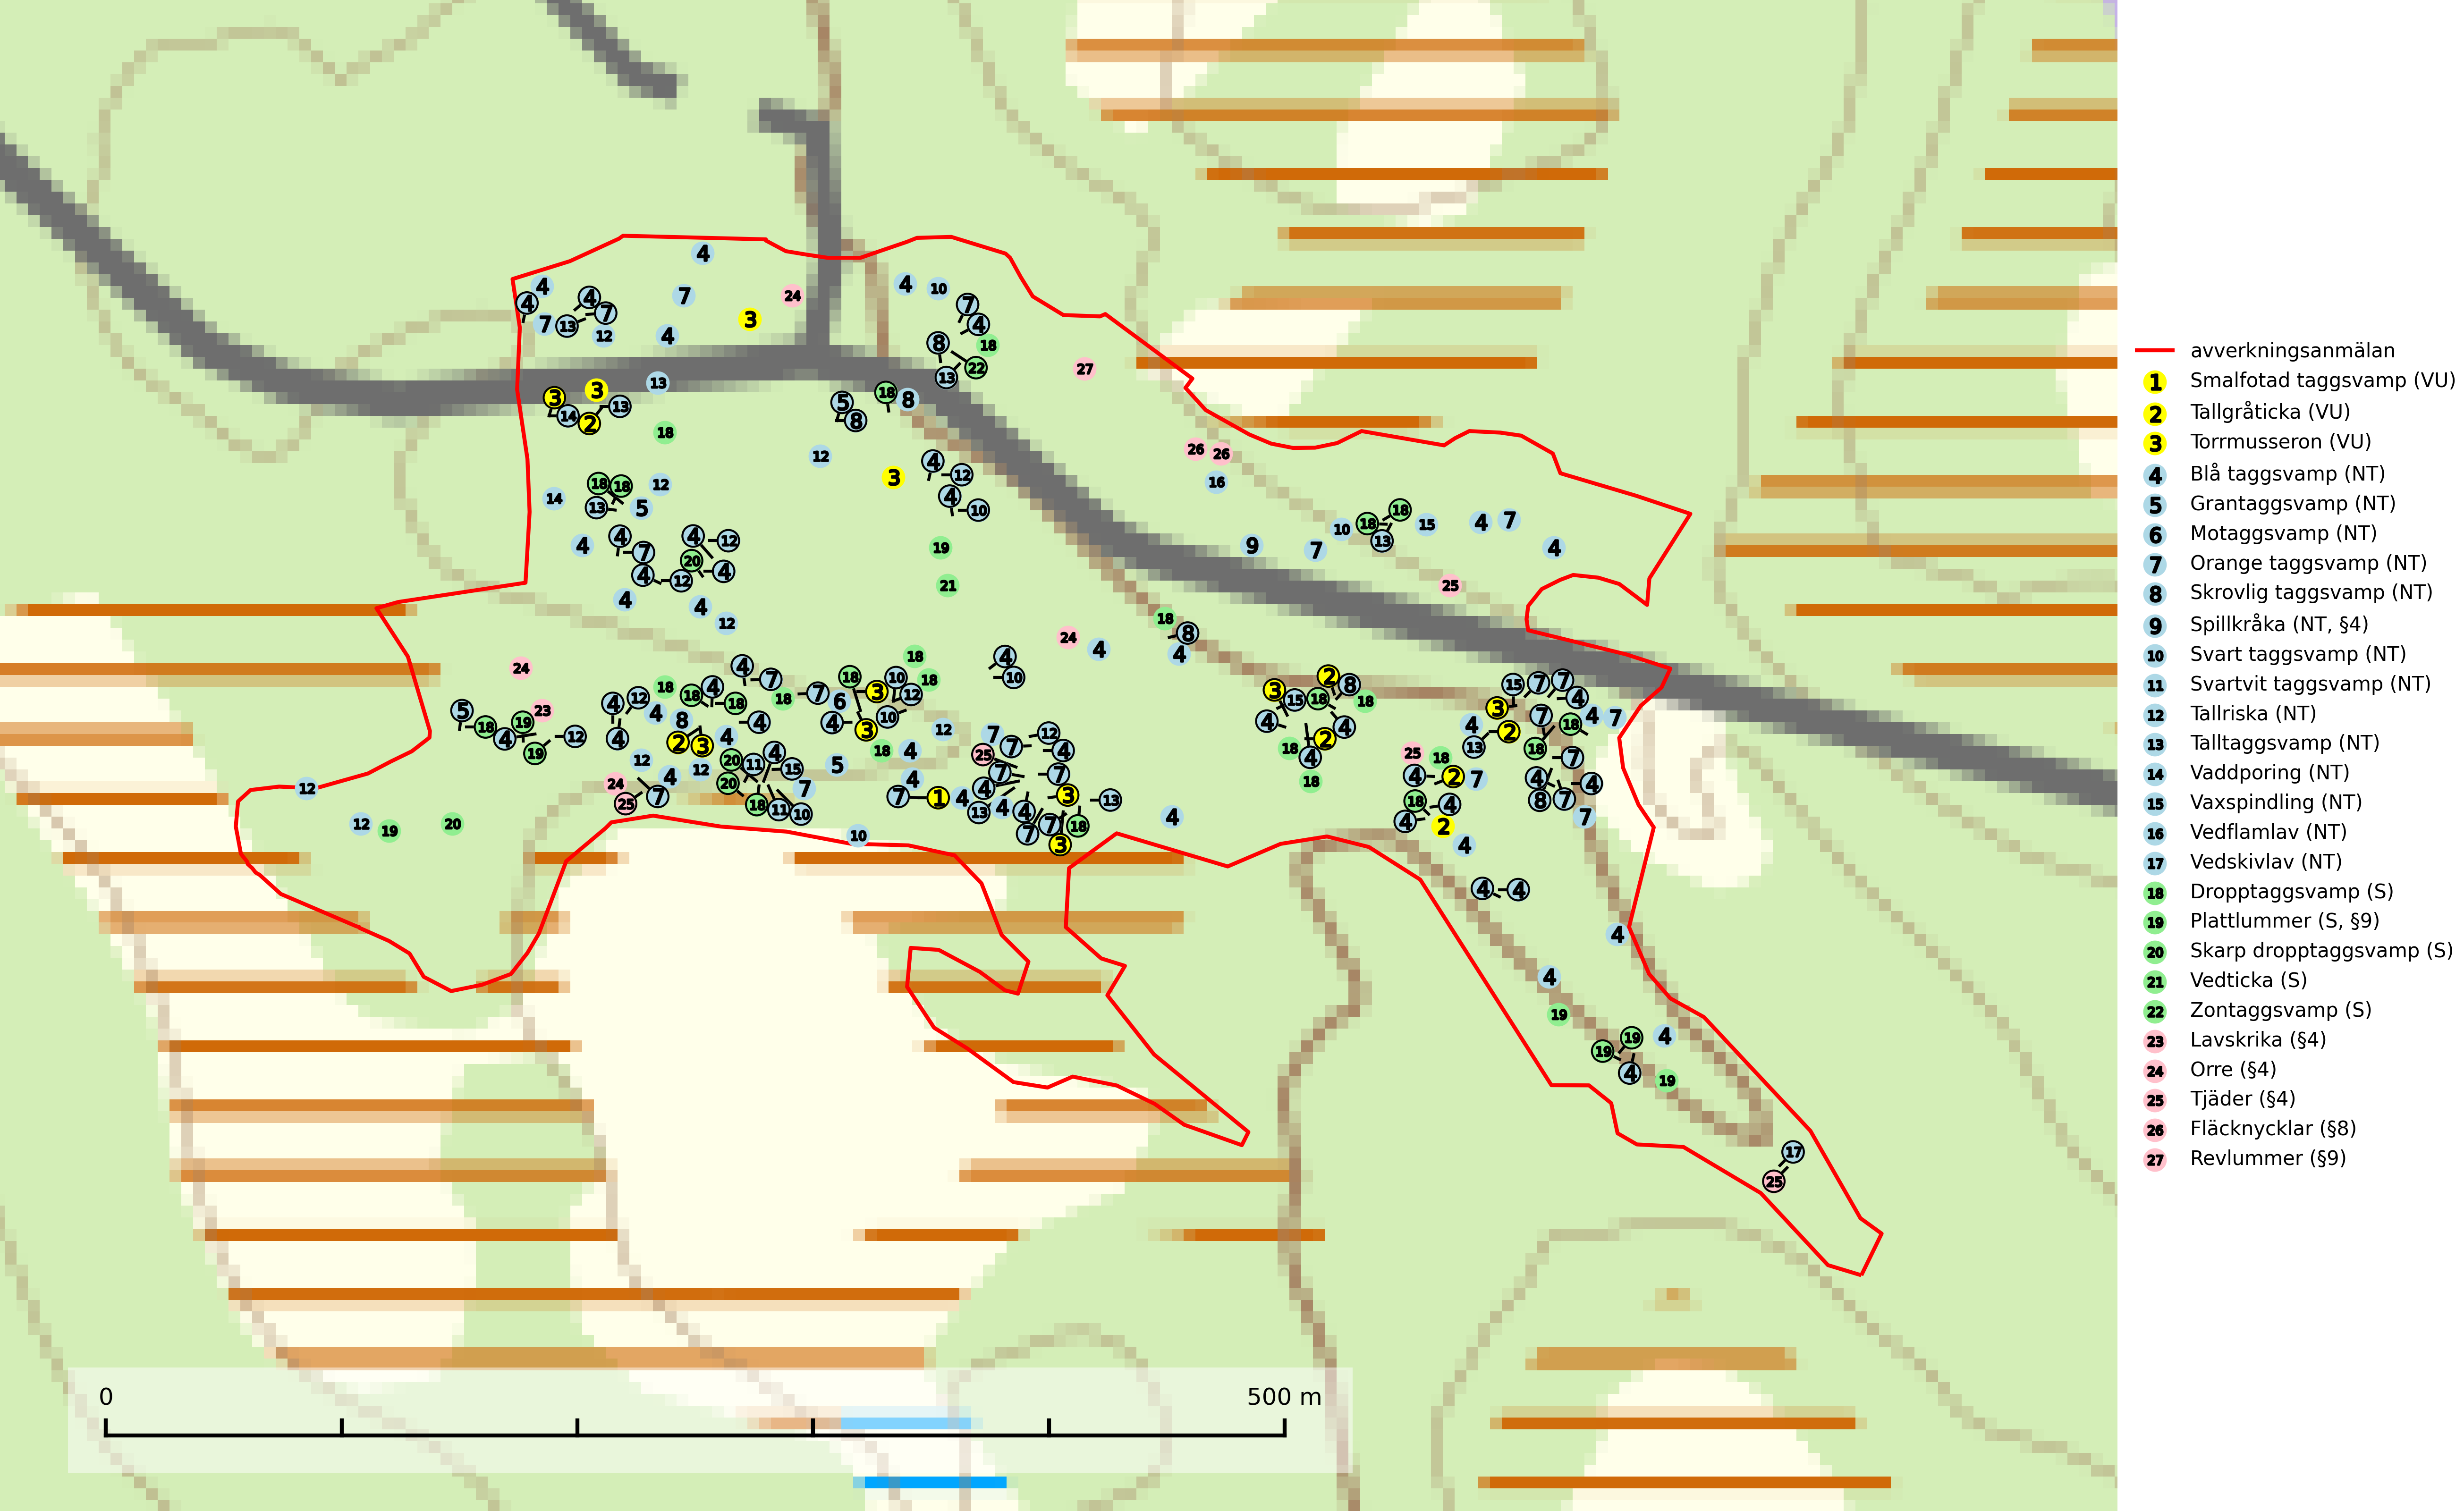 avverkningsanmälan
1 Smalfotad taggsvamp (VU)
2 Tallgråticka (VU)
3 Torrmusseron (VU)
4 Blå taggsvamp (NT)
5 Grantaggsvamp (NT)
6 Motaggsvamp (NT)
7 Orange taggsvamp (NT)
8 Skrovlig taggsvamp (NT)
9 Spillkråka (NT, §4)
10 Svart taggsvamp (NT)
11 Svartvit taggsvamp (NT)
12 Tallriska (NT)
13 Talltaggsvamp (NT)
14 Vaddporing (NT)
15 Vaxspindling (NT)
16 Vedflamlav (NT)
17 Vedskivlav (NT)
18 Dropptaggsvamp (S)
19 Plattlummer (S, §9)
20 Skarp dropptaggsvamp (S)
21 Vedticka (S)
22 Zontaggsvamp (S)
23 Lavskrika (§4)
24 Orre (§4)
25 Tjäder (§4)
26 Fläcknycklar (§8)
27 Revlummer (§9)
0 500 m